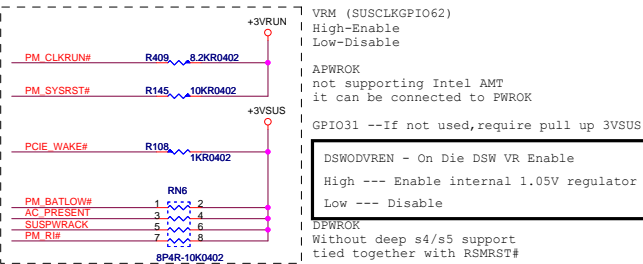 +3VRUN
PM_CLKRUN# R409 8.2KR0402
PM_SYSRST# R145 10KR0402
+3VSUS
PCIE_WAKE# R108
1KR0402
RN6
PM_BATLOW# 1 2
AC_PRESENT 3 4
SUSPWRACK 5 6
PM_RI# 7 8
8P4R-10K0402
VRM (SUSCLKGPIO62)
High-Enable
Low-Disable
APWROK
not supporting Intel AMT
it can be connected to PWROK
GPIO31 --If not used,require pull up 3VSUS
DSWODVREN - On Die DSW VR Enable
High --- Enable internal 1.05V regulator
Low --- Disable
DPWROK
Without deep s4/s5 support
tied together with RSMRST#